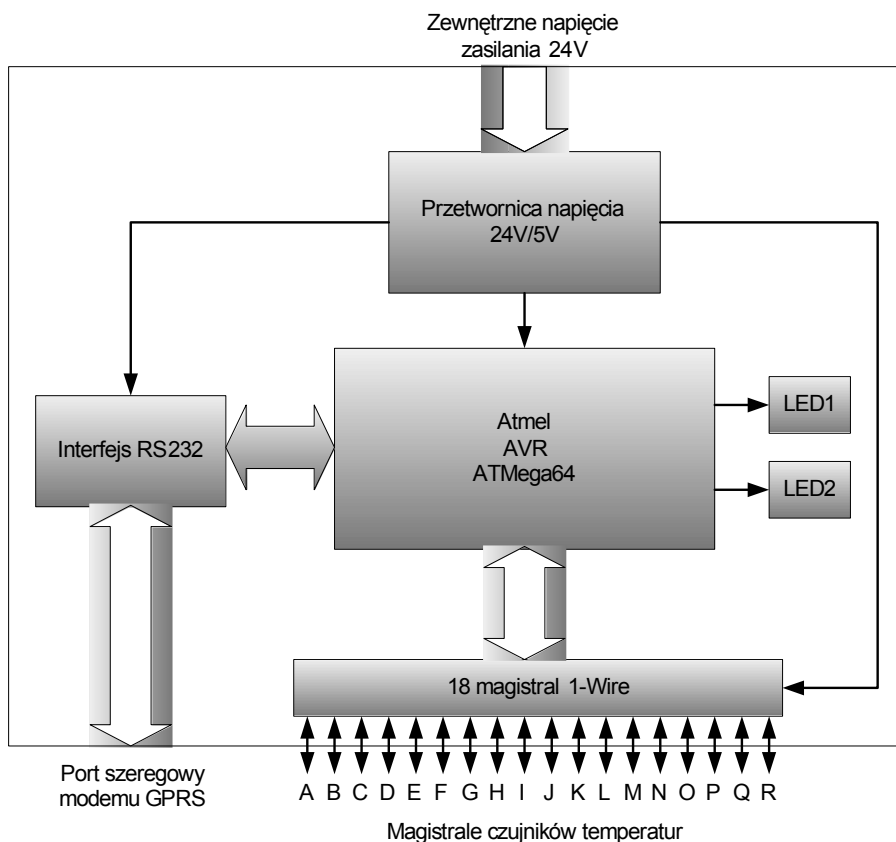 Zewnętrzne napięcie
zasilania 24V
Przetwornica napięcia
24V/5V
Atmel
AVR
ATMega64
LED1
Interfejs RS232
LED2
18 magistral 1-Wire
Port szeregowy
modemu GPRS
A B C D E F G H I J K L M N O P Q R
Magistrale czujników temperatur